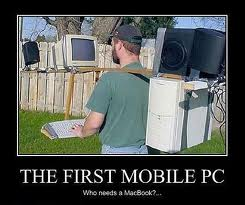 THE FIRST MOBILE PC
Who needs a MacBook?...